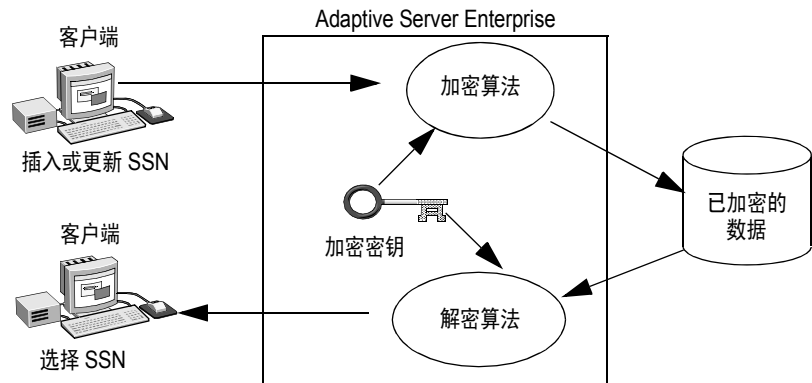 Adaptive Server Enterprise
客户端
加密算法
插入或更新 SSN
已加密的
数据
加密密钥
客户端
解密算法
选择 SSN